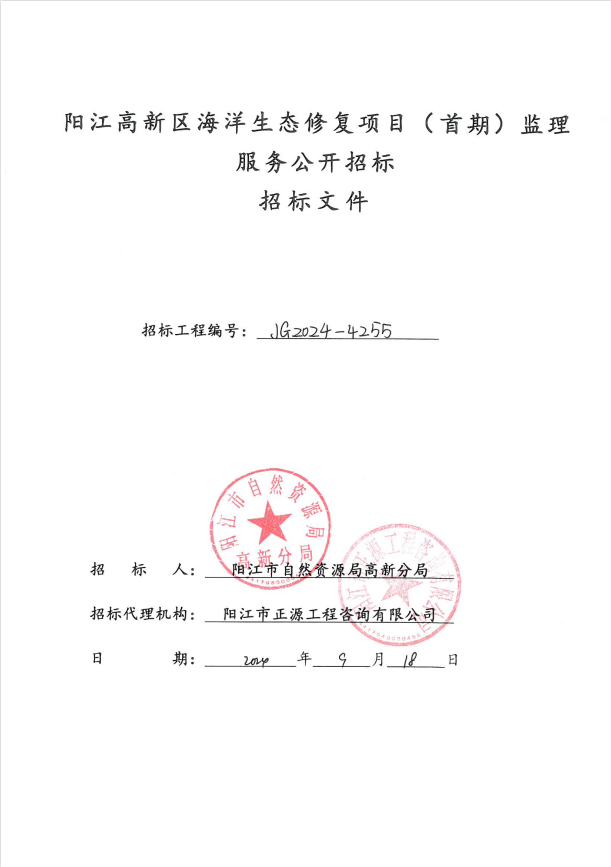 阳江高新区海洋生态修复项目（首期）监理
服务公开招标
招标文件
招标工程编号： JG2024-4255
阳江市自然资源局
高新分局
招 标 人： 阳江市自然资源局高新分局
招标代理机构： 阳江市正源工程咨询有限公司
日 期： 2024 年 9 月 18 日